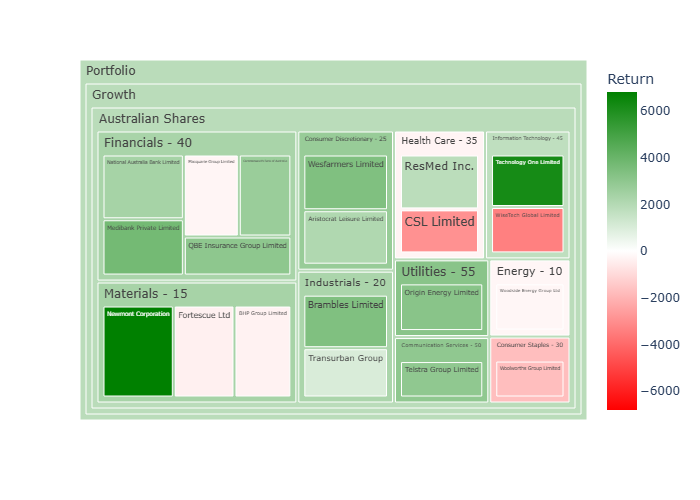 Portfolio
Growth
Australian Shares
Financials - 40
National Australia Bank Limited
Macquarie Group Limited
Medibank Private Limited
QBE Insurance Group Limited
Materials - 15
Newmont Corporation
Fortescue Ltd
BHP Group Limited
Consumer Discretionary - 25
Wesfarmers Limited
Aristocrat Leisure Limited
Industrials - 20
Brambles Limited
Transurban Group
Health Care - 35
ResMed Inc.
CSL Limited
Information Technology - 45
Technology One Limited
WiseTech Global Limited
Utilities - 55
Origin Energy Limited
Communication Services - 50
Telstra Group Limited
Energy - 10
Woodside Energy Group Ltd
Consumer Staples - 30
Woolworths Group Limited
Return
6000
4000
2000
0
−2000
−4000
−6000